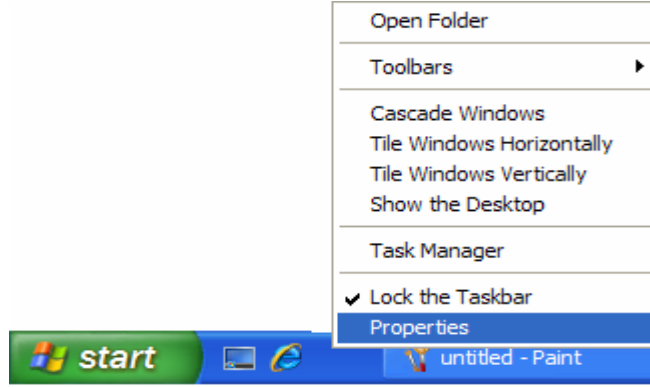 Open Folder
Toolbars
Cascade Windows
Tile Windows Horizontally
Tile Windows Vertically
Show the Desktop
Task Manager
Lock the Taskbar
Properties
start
untitled - Paint